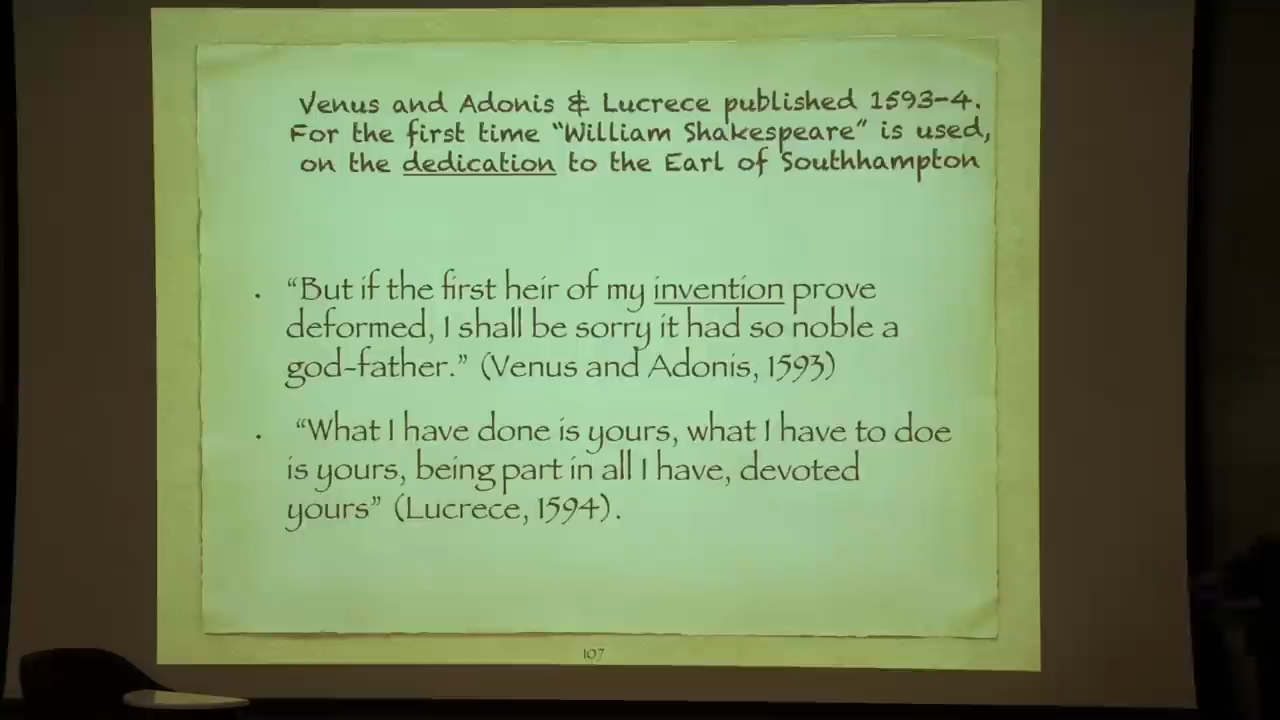 Venus and Adonis & Lucrece published 1593-4.
For the first time “William Shakespeare” is used,
on the dedication to the Earl of Southhampton
. “But if the first heir of my invention prove
deformed, I shall be sorry it had so noble a
god-father.” (Venus and Adonis, 1593)
. “What I have done is yours, what I have to doe
is yours, being part in all I have, devoted
yours” (Lucrece, 1594).
107